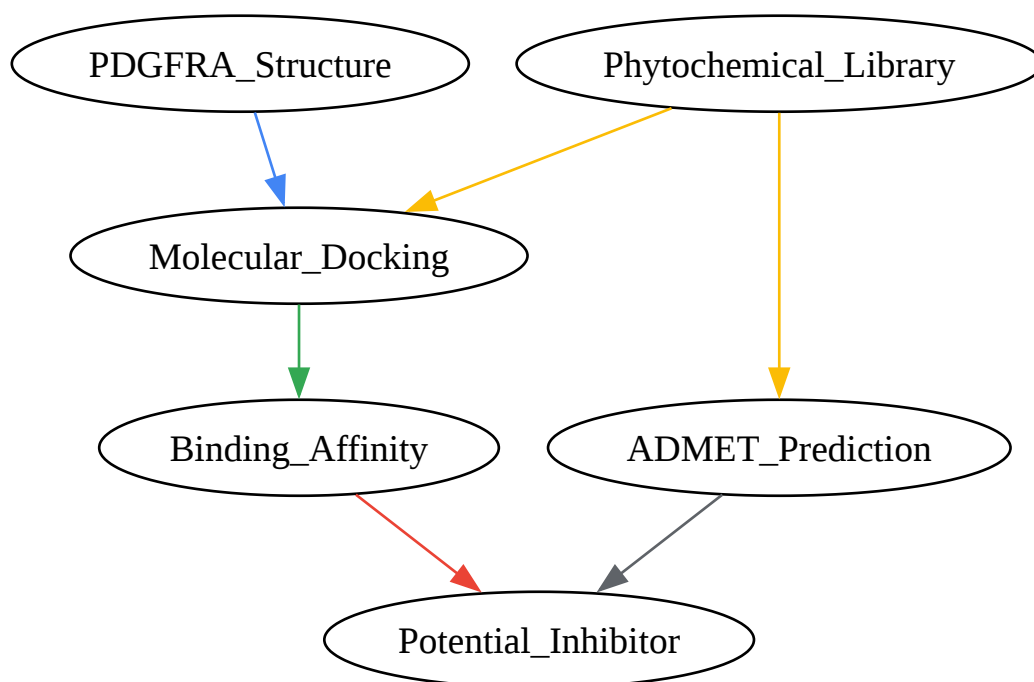 PDGFRA_Structure
Phytochemical_Library
Molecular_Docking
Binding_Affinity
ADMET_Prediction
Potential_Inhibitor